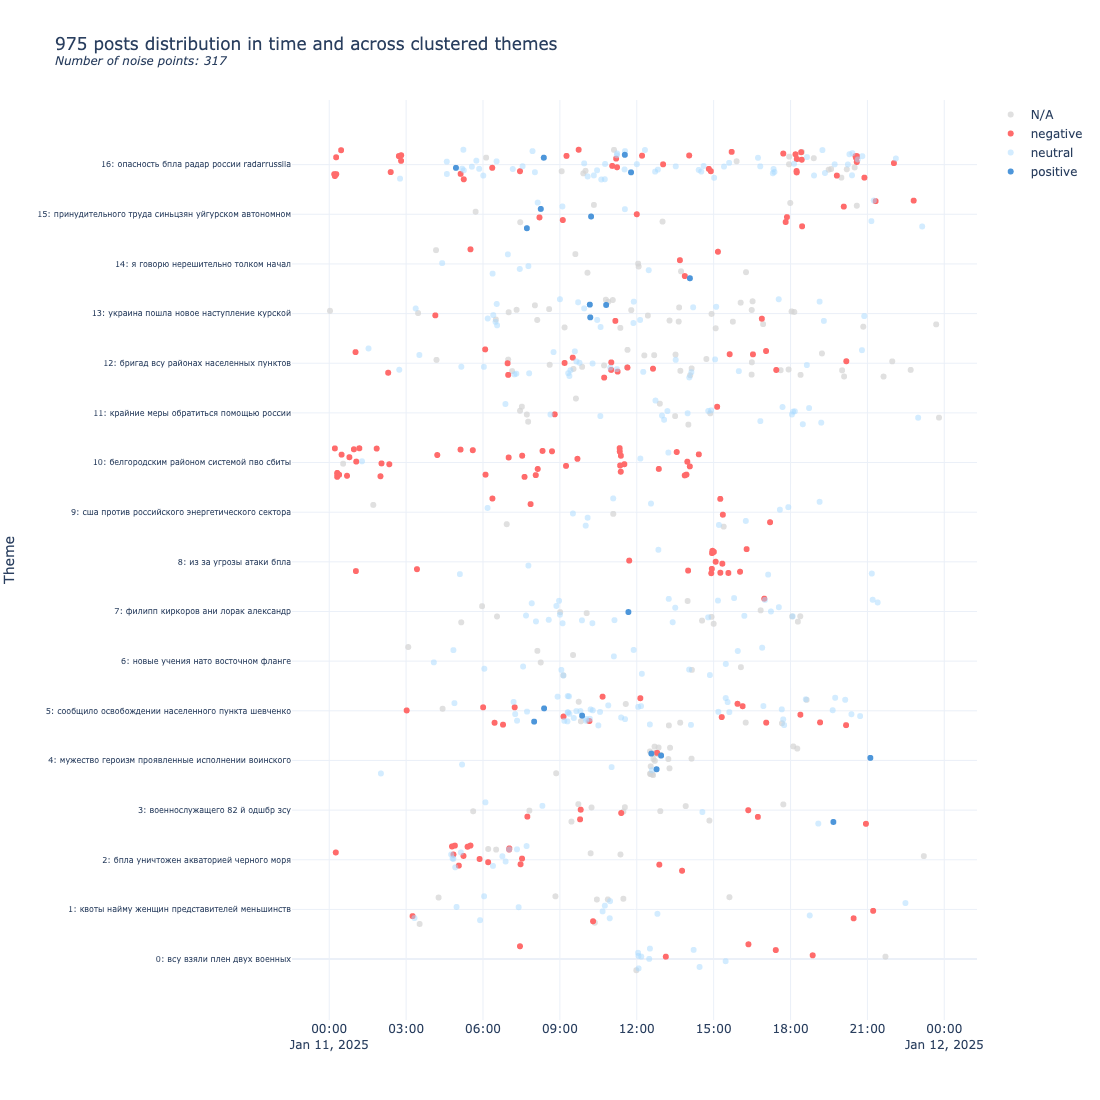 975 posts distribution in time and across clustered themes
Number of noise points: 317
N/A
negative
neutral
positive
Theme
16: опасность бпла радар россии radarrussiia
15: принудительного труда синьцзян уйгурском автономном
14: я говорю нерешительно толком начал
13: украина пошла новое наступление курской
12: бригад всу районах населенных пунктов
11: крайние меры обратиться помощью россии
10: белгородским районом системой пво сбиты
9: сша против российского энергетического сектора
8: из за угрозы атаки бпла
7: филипп киркоров ани лорак александр
6: новые учения нато восточном фланге
5: сообщило освобождении населенного пункта шевченко
4: мужество героизм проявленные исполнении воинского
3: военнослужащего 82 й одшбр зсу
2: бпла уничтожен акваторией черного моря
1: квоты найму женщин представителей меньшинств
0: всу взяли плен двух военных
00:00 03:00 06:00 09:00 12:00 15:00 18:00 21:00 00:00
Jan 11, 2025 Jan 12, 2025